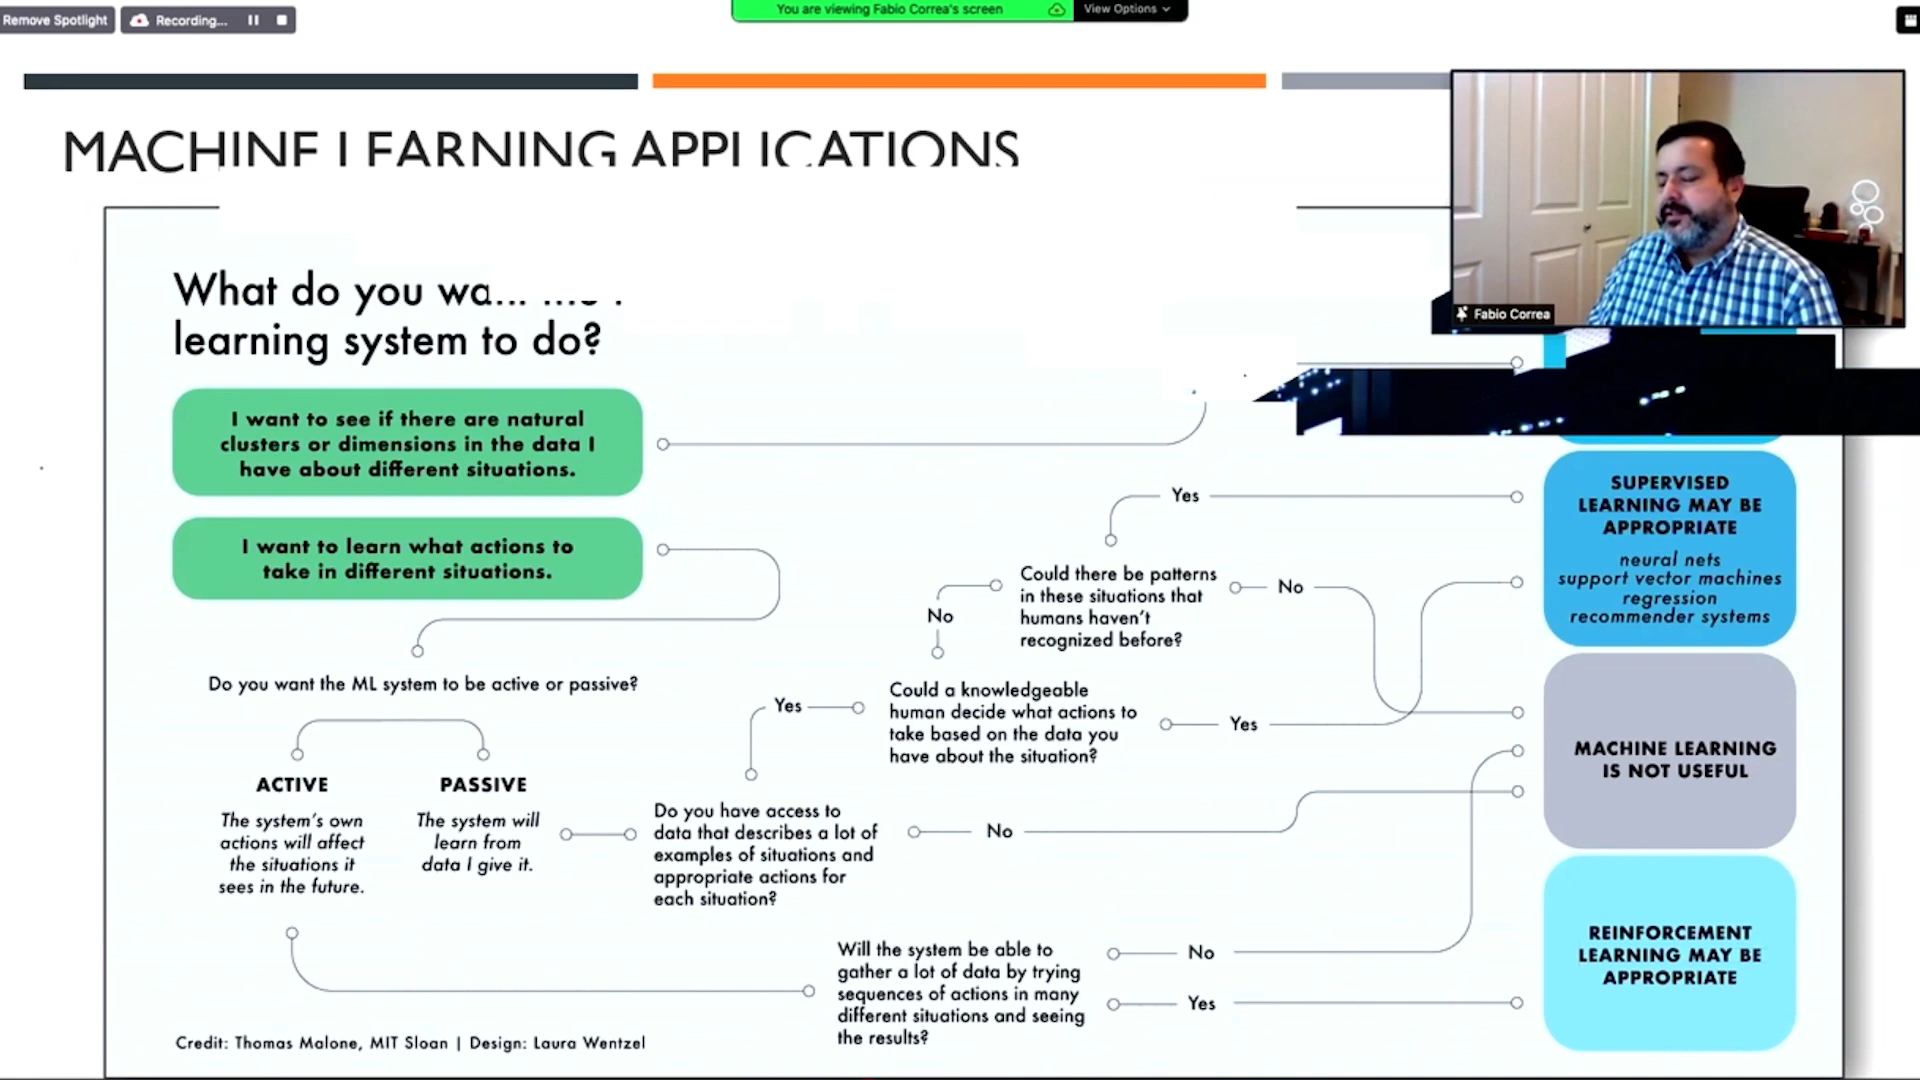 Remove Spotlight
Recording...
You are viewing Fabio Correa's screen
View Options
MACHINE LEARNING APPLICATIONS
Fabio Correa
What do you
learning system to do?
I want to see if there are natural
clusters or dimensions in the data I
have about different situations.
I want to learn what actions to
take in different situations.
Do you want the ML system to be active or passive?
ACTIVE
The system's own
actions will affect
the situations it
sees in the future.
PASSIVE
The system will
learn from
data I give it.
Do you have access to
data that describes a lot of
examples of situations and
appropriate actions for
each situation?
Yes
No
Could a knowledgeable
human decide what actions to
take based on the data you
have about the situation?
No
Yes
Could there be patterns
in these situations that
humans haven't
recognized before?
Yes
No
Will the system be able to
gather a lot of data by trying
sequences of actions in many
different situations and seeing
the results?
No
Yes
SUPERVISED
LEARNING MAY BE
APPROPRIATE
neural nets
support vector machines
regression
recommender systems
MACHINE LEARNING
IS NOT USEFUL
REINFORCEMENT
LEARNING MAY BE
APPROPRIATE
Credit: Thomas Malone, MIT Sloan | Design: Laura Wentzel